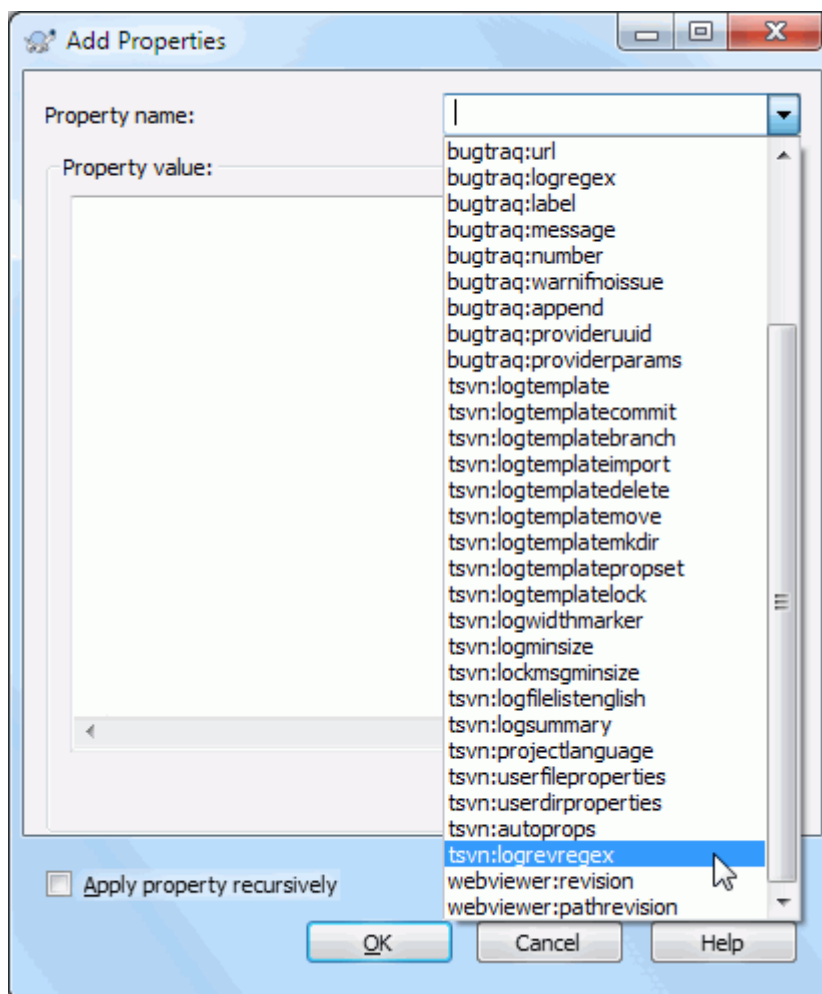 Add Properties
Property name:
Property value:
bugtraq:url
bugtraq:logregex
bugtraq:label
bugtraq:message
bugtraq:number
bugtraq:warnifnoissue
bugtraq:append
bugtraq:provideruuid
bugtraq:providerparams
tsvn:logtemplate
tsvn:logtemplatecommit
tsvn:logtemplatebranch
tsvn:logtemplateimport
tsvn:logtemplatedelete
tsvn:logtemplatemove
tsvn:logtemplatemkdir
tsvn:logtemplatepropset
tsvn:logtemplatelock
tsvn:logwidthmarker
tsvn:logminsize
tsvn:lockmsgminsize
tsvn:logfilelistenglish
tsvn:logsummary
tsvn:projectlanguage
tsvn:userfileproperties
tsvn:userdirproperties
tsvn:autoprops
tsvn:logrevregex
webviewer:revision
webviewer:pathrevision
Apply property recursively
OK Cancel Help